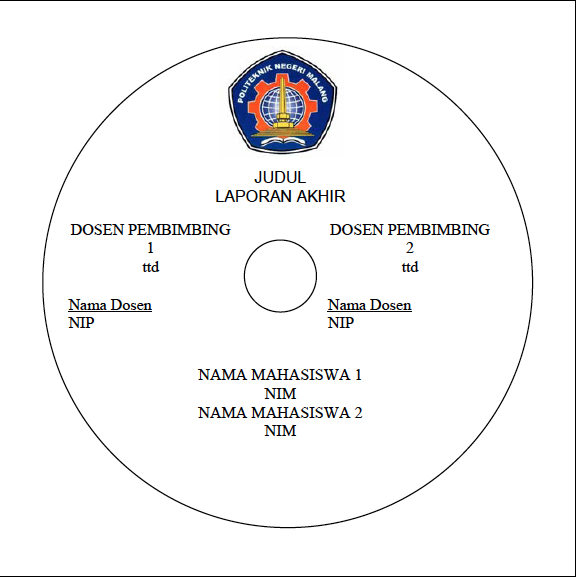 POLITEKNIK NEGERI MALANG
JUDUL
LAPORAN AKHIR
DOSEN PEMBIMBING
1
ttd
Nama Dosen
NIP
DOSEN PEMBIMBING
2
ttd
Nama Dosen
NIP
NAMA MAHASISWA 1
NIM
NAMA MAHASISWA 2
NIM